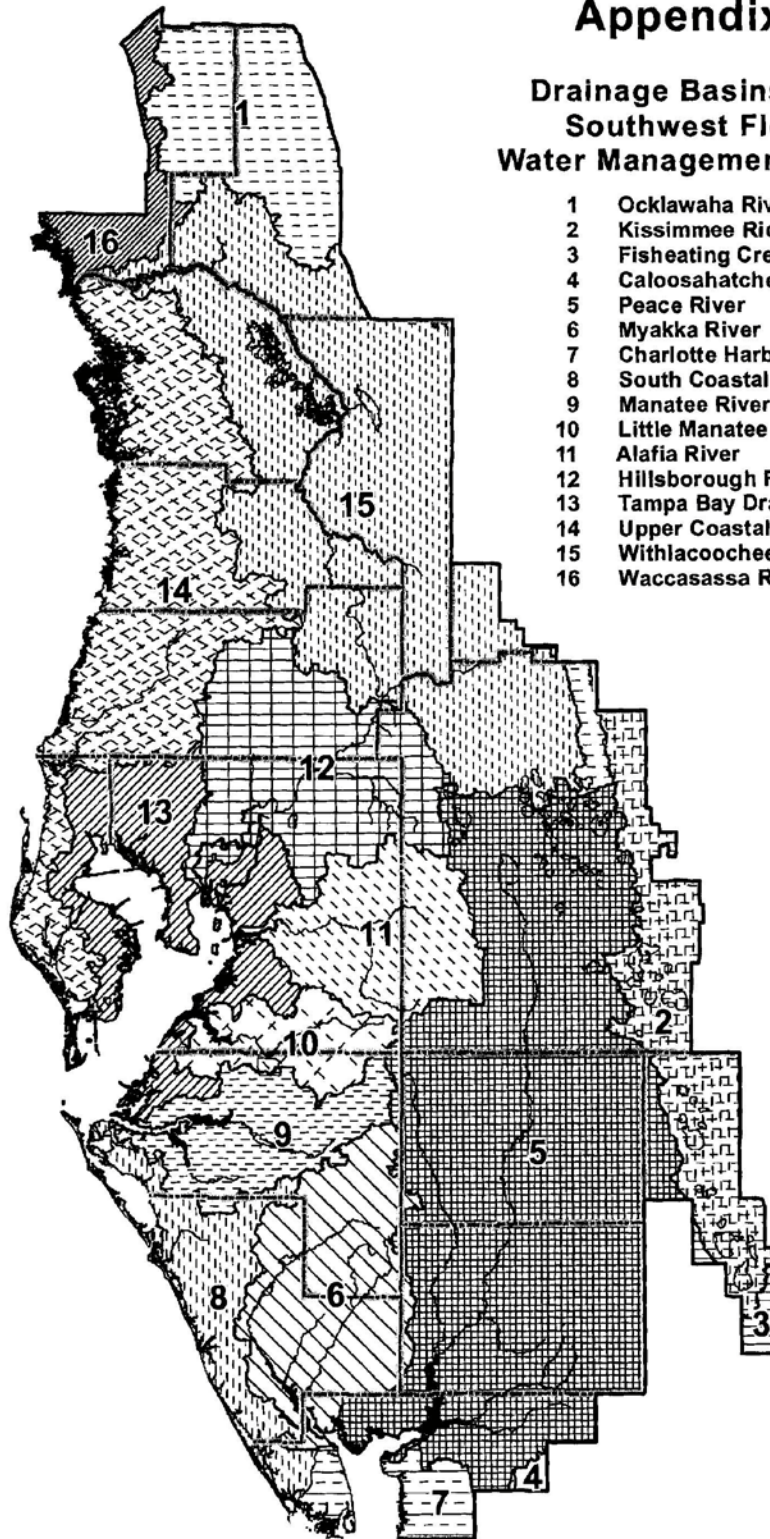 Appendix
Drainage Basins
Southwest Fl
Water Managemen
1 Ocklawaha Riv
2 Kissimmee Ric
3 Fisheating Cre
4 Caloosahatche
5 Peace River
6 Myakka River
7 Charlotte Harb
8 South Coastal
9 Manatee River
10 Little Manatee
11 Alafia River
12 Hillsborough F
13 Tampa Bay Dra
14 Upper Coastal
15 Withlacoochee
16 Waccasassa R
1
16
15
14
12
13
11
2
10
9
5
8
6
3
4
7